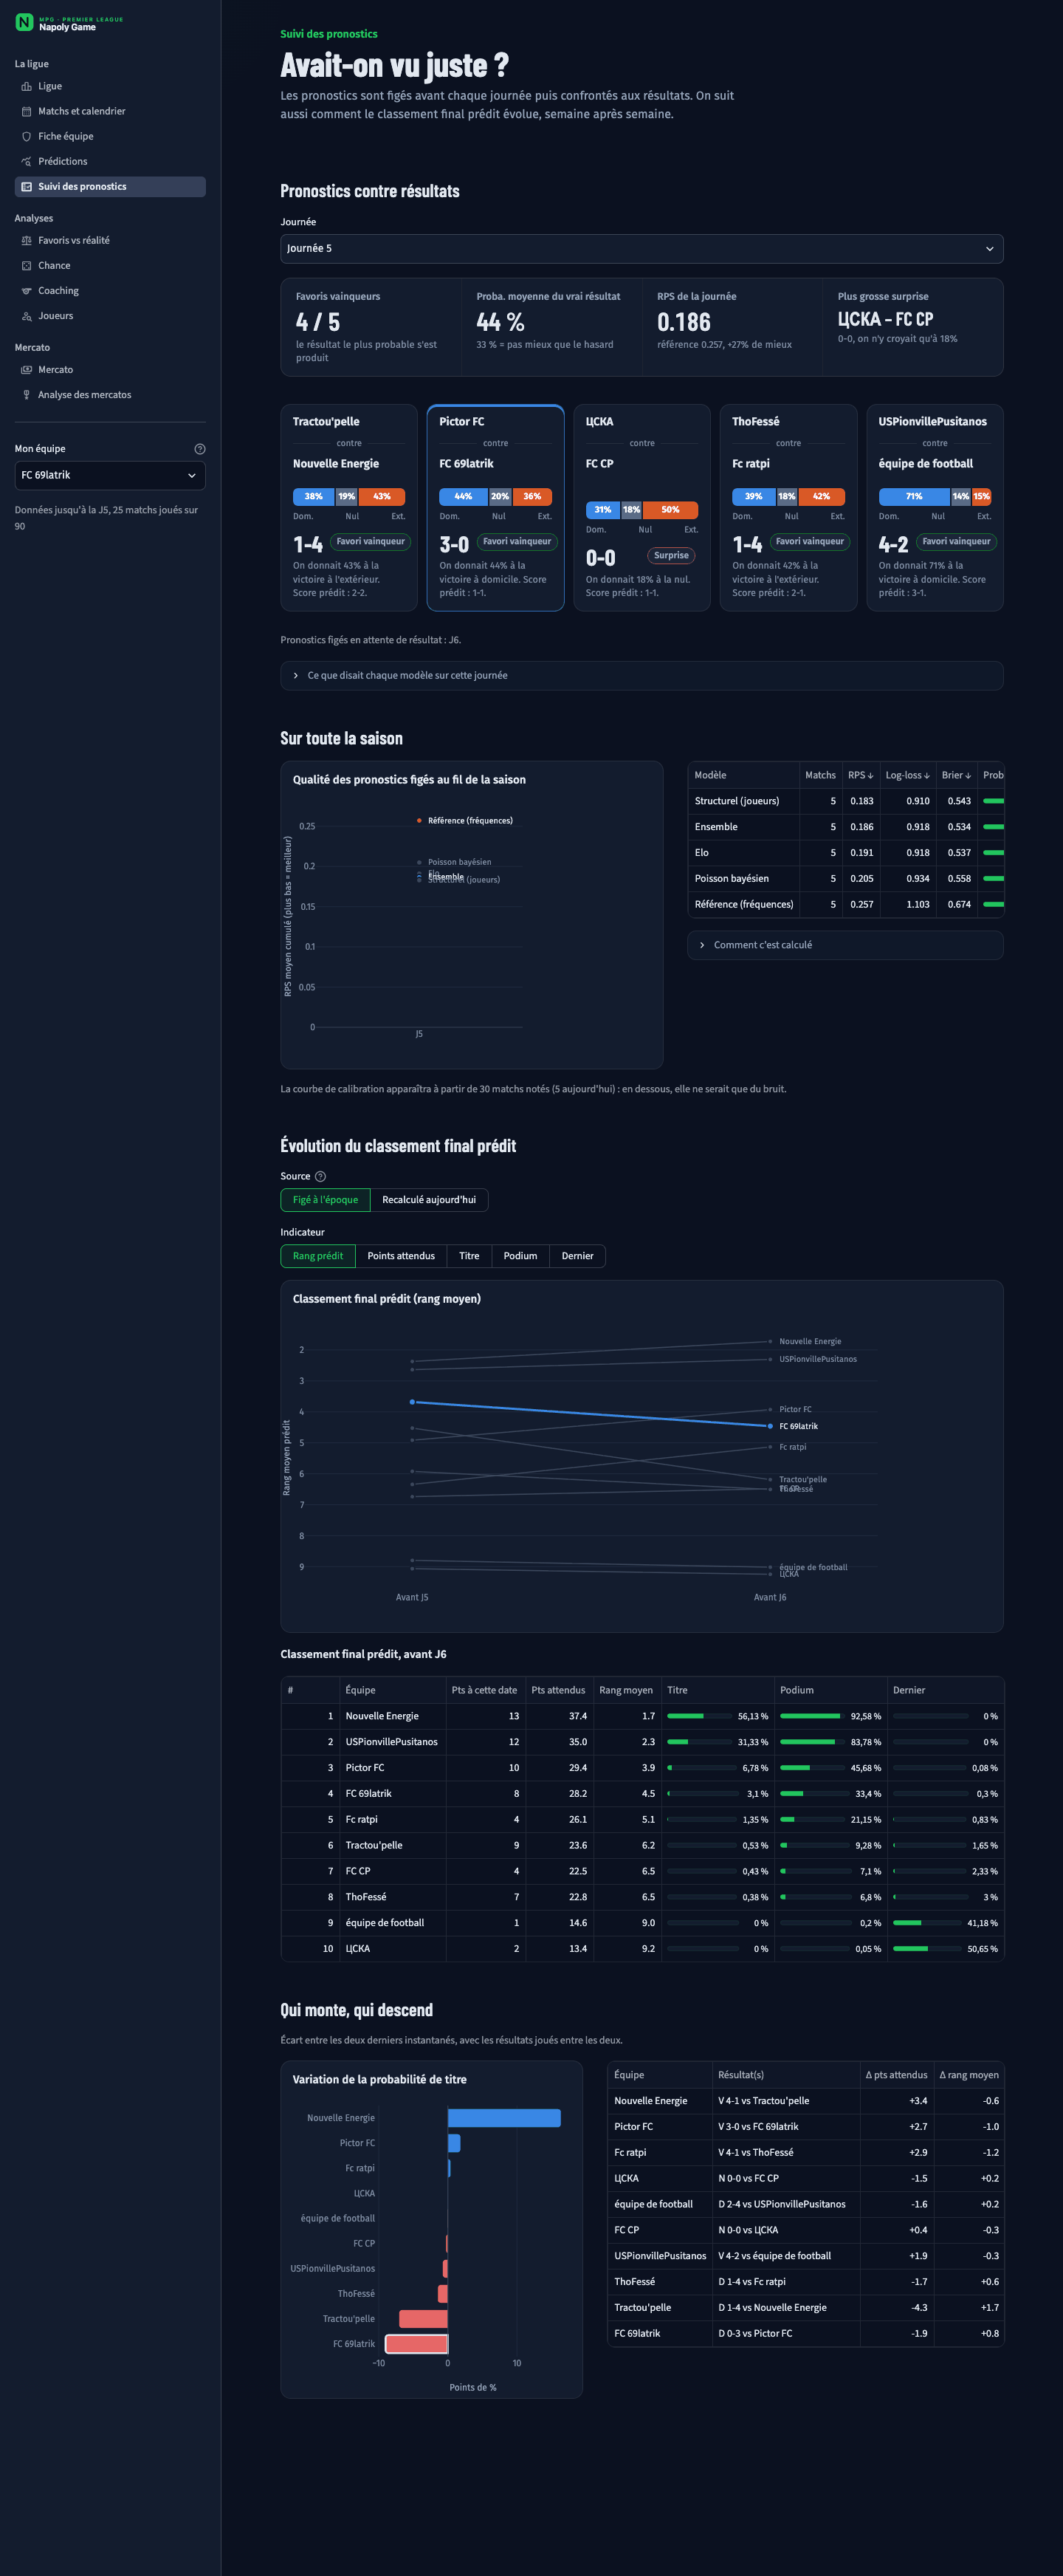 MPG · PREMIER LEAGUE
Napoly Game
La ligue
Ligue
Matchs et calendrier
Fiche équipe
Prédictions
Suivi des pronostics
Analyses
Favoris vs réalité
Chance
Coaching
Joueurs
Mercato
Mercato
Analyse des mercatos
Mon équipe
FC 69latrik
Données jusqu'à la J5, 25 matchs joués sur
90
Suivi des pronostics
Avait-on vu juste ?
Les pronostics sont figés avant chaque journée puis confrontés aux résultats. On suit
aussi comment le classement final prédit évolue, semaine après semaine.
Pronostics contre résultats
Journée
Journée 5
Favoris vainqueurs
4 / 5
le résultat le plus probable s'est
produit
Proba. moyenne du vrai résultat
44 %
33 % = pas mieux que le hasard
RPS de la journée
0.186
référence 0.257, +27% de mieux
Plus grosse surprise
ЦСКА – FC CP
0-0, on n'y croyait qu'à 18%
Tractou'pelle
contre
Nouvelle Energie
38% 19% 43%
Dom. Nul Ext.
1-4 Favori vainqueur
On donnait 43% à la
victoire à l'extérieur.
Score prédit : 2-2.
Pictor FC
contre
FC 69latrik
44% 20% 36%
Dom. Nul Ext.
3-0 Favori vainqueur
On donnait 44% à la
victoire à domicile. Score
prédit : 1-1.
ЦСКА
contre
FC CP
31% 18% 50%
Dom. Nul Ext.
0-0 Surprise
On donnait 18% à la nul.
Score prédit : 1-1.
ThoFessé
contre
Fc ratpi
39% 18% 42%
Dom. Nul Ext.
1-4 Favori vainqueur
On donnait 42% à la
victoire à l'extérieur.
Score prédit : 2-1.
USPionvillePusitanos
contre
équipe de football
71% 14% 15%
Dom. Nul Ext.
4-2 Favori vainqueur
On donnait 71% à la
victoire à domicile. Score
prédit : 3-1.
Pronostics figés en attente de résultat : J6.
Ce que disait chaque modèle sur cette journée
Sur toute la saison
Qualité des pronostics figés au fil de la saison
RPS moyen cumulé (plus bas = meilleur)
0.25
0.2
0.15
0.1
0.05
0
J5
Référence (fréquences)
Poisson bayésien
Elo
Ensemble
Structurel (joueurs)
Modèle Matchs RPS ↓ Log-loss ↓ Brier ↓ Prob
Structurel (joueurs) 5 0.183 0.910 0.543
Ensemble 5 0.186 0.918 0.534
Elo 5 0.191 0.918 0.537
Poisson bayésien 5 0.205 0.934 0.558
Référence (fréquences) 5 0.257 1.103 0.674
Comment c'est calculé
La courbe de calibration apparaîtra à partir de 30 matchs notés (5 aujourd'hui) : en dessous, elle ne serait que du bruit.
Évolution du classement final prédit
Source
Figé à l'époque Recalculé aujourd'hui
Indicateur
Rang prédit Points attendus Titre Podium Dernier
Classement final prédit (rang moyen)
Rang moyen prédit
2
3
4
5
6
7
8
9
Avant J5 Avant J6
Nouvelle Energie
USPionvillePusitanos
Pictor FC
FC 69latrik
Fc ratpi
Tractou'pelle
ThoFessé
équipe de football
ЦСКА
Classement final prédit, avant J6
# Équipe Pts à cette date Pts attendus Rang moyen Titre Podium Dernier
1 Nouvelle Energie 13 37.4 1.7 56,13 % 92,58 % 0 %
2 USPionvillePusitanos 12 35.0 2.3 31,33 % 83,78 % 0 %
3 Pictor FC 10 29.4 3.9 6,78 % 45,68 % 0,08 %
4 FC 69latrik 8 28.2 4.5 3,1 % 33,4 % 0,3 %
5 Fc ratpi 4 26.1 5.1 1,35 % 21,15 % 0,83 %
6 Tractou'pelle 9 23.6 6.2 0,53 % 9,28 % 1,65 %
7 FC CP 4 22.5 6.5 0,43 % 7,1 % 2,33 %
8 ThoFessé 7 22.8 6.5 0,38 % 6,8 % 3 %
9 équipe de football 1 14.6 9.0 0 % 0,2 % 41,18 %
10 ЦСКА 2 13.4 9.2 0 % 0,05 % 50,65 %
Qui monte, qui descend
Écart entre les deux derniers instantanés, avec les résultats joués entre les deux.
Variation de la probabilité de titre
Nouvelle Energie
Pictor FC
Fc ratpi
ЦСКА
équipe de football
FC CP
USPionvillePusitanos
ThoFessé
Tractou'pelle
FC 69latrik
−10 0 10
Points de %
Équipe Résultat(s) Δ pts attendus Δ rang moyen
Nouvelle Energie V 4-1 vs Tractou'pelle +3.4 -0.6
Pictor FC V 3-0 vs FC 69latrik +2.7 -1.0
Fc ratpi V 4-1 vs ThoFessé +2.9 -1.2
ЦСКА N 0-0 vs FC CP -1.5 +0.2
équipe de football D 2-4 vs USPionvillePusitanos -1.6 +0.2
FC CP N 0-0 vs ЦСКА +0.4 -0.3
USPionvillePusitanos V 4-2 vs équipe de football +1.9 -0.3
ThoFessé D 1-4 vs Fc ratpi -1.7 +0.6
Tractou'pelle D 1-4 vs Nouvelle Energie -4.3 +1.7
FC 69latrik D 0-3 vs Pictor FC -1.9 +0.8